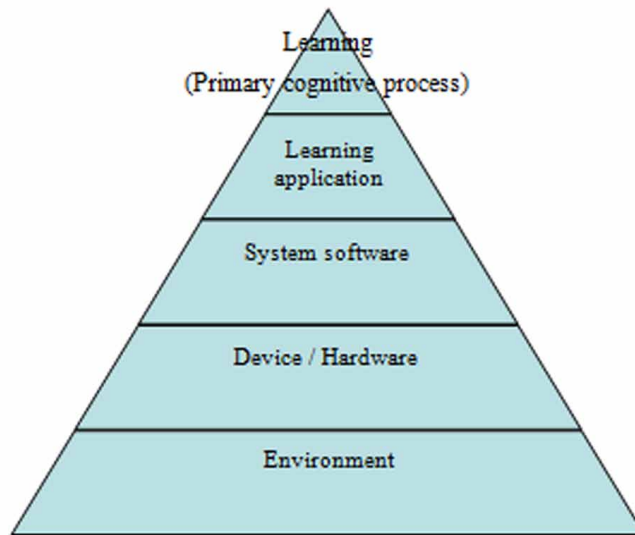 Learning
(Primary cognitive process)
Learning
application
System software
Device / Hardware
Environment